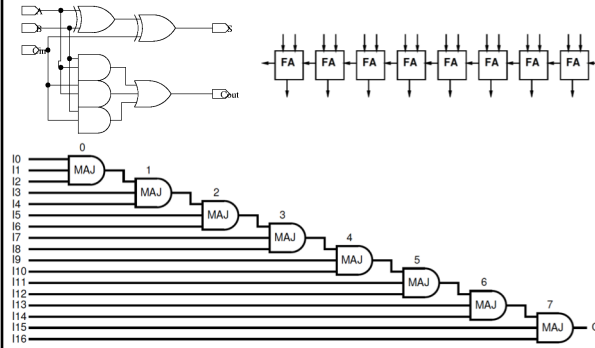 A
B
Cin
S
Cout
FA FA FA FA FA FA FA FA
0
1
2
3
4
5
6
7
MAJ
MAJ
MAJ
MAJ
MAJ
MAJ
MAJ
MAJ
I0
I1
I2
I3
I4
I5
I6
I7
I8
I9
I10
I11
I12
I13
I14
I15
I16